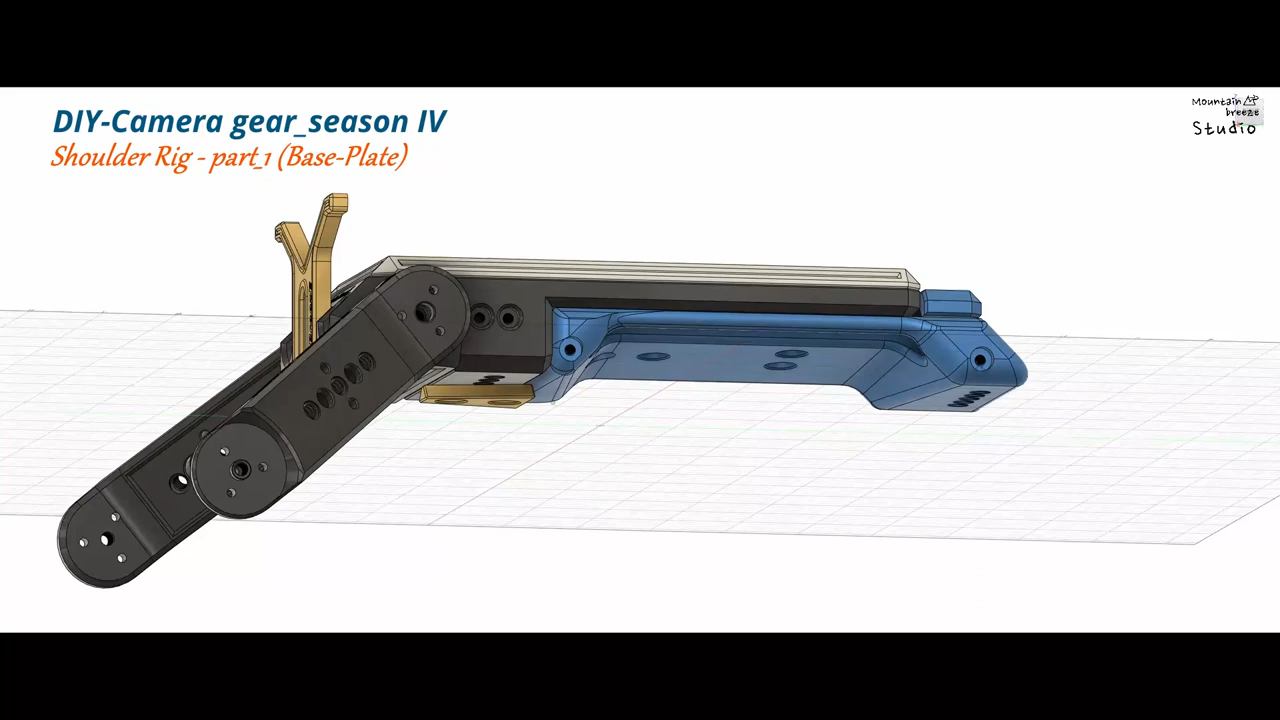 DIY-Camera gear_season IV
Shoulder Rig - part_1 (Base-Plate)
Mountain
breeze
Studio